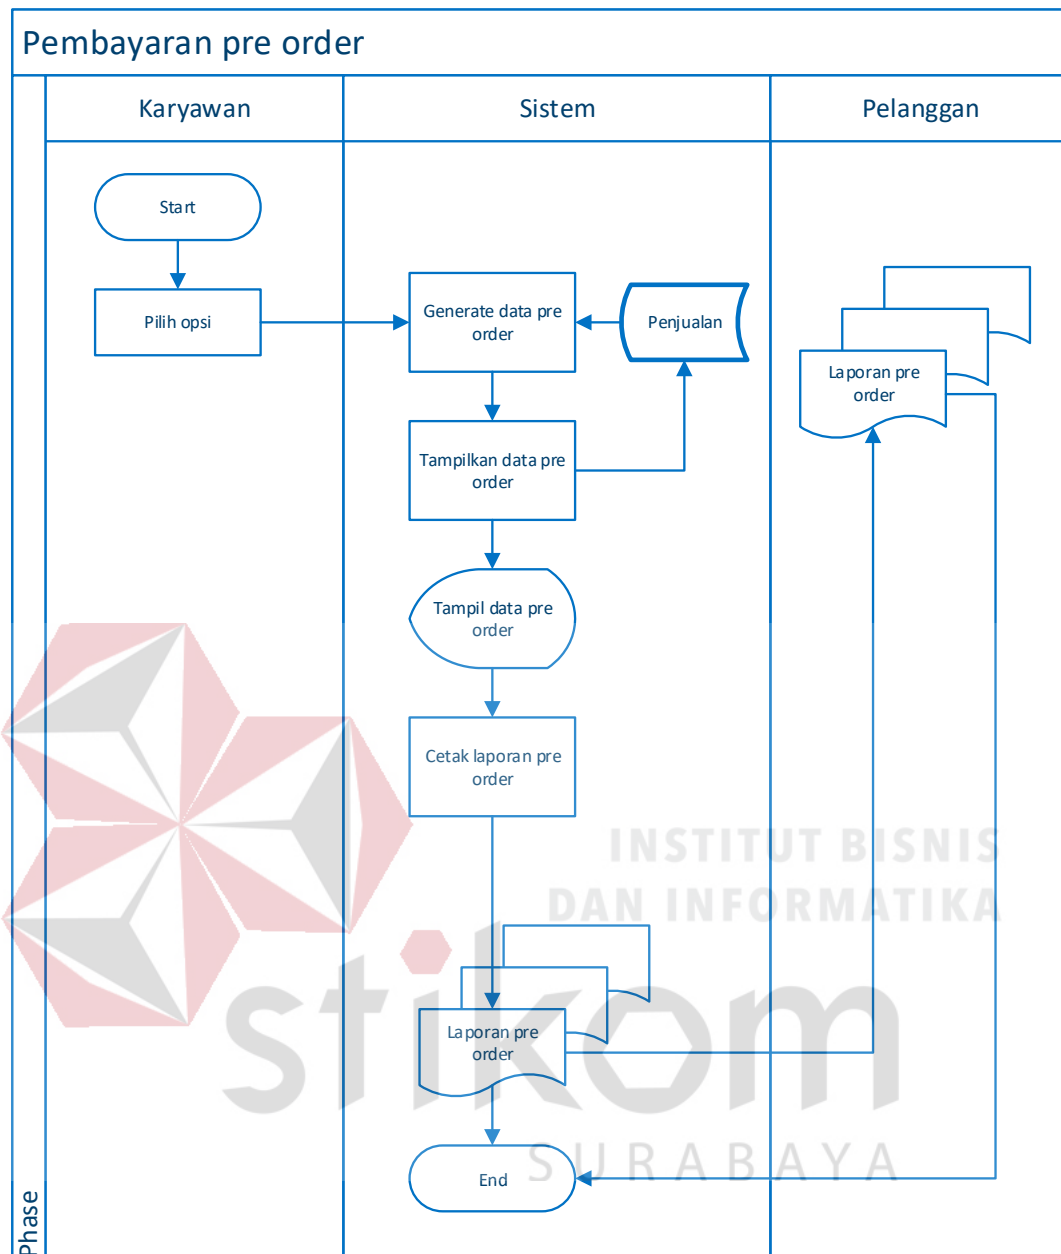 Pembayaran pre order
Karyawan
Sistem
Pelanggan
Start
Pilih opsi
Generate data pre
order
Penjualan
Laporan pre
order
Tampilkan data pre
order
Tampil data pre
order
Cetak laporan pre
order
INSTITUT BISNIS
DAN INFORMATIKA
stikom
SURABAYA
Laporan pre
order
End
Phase